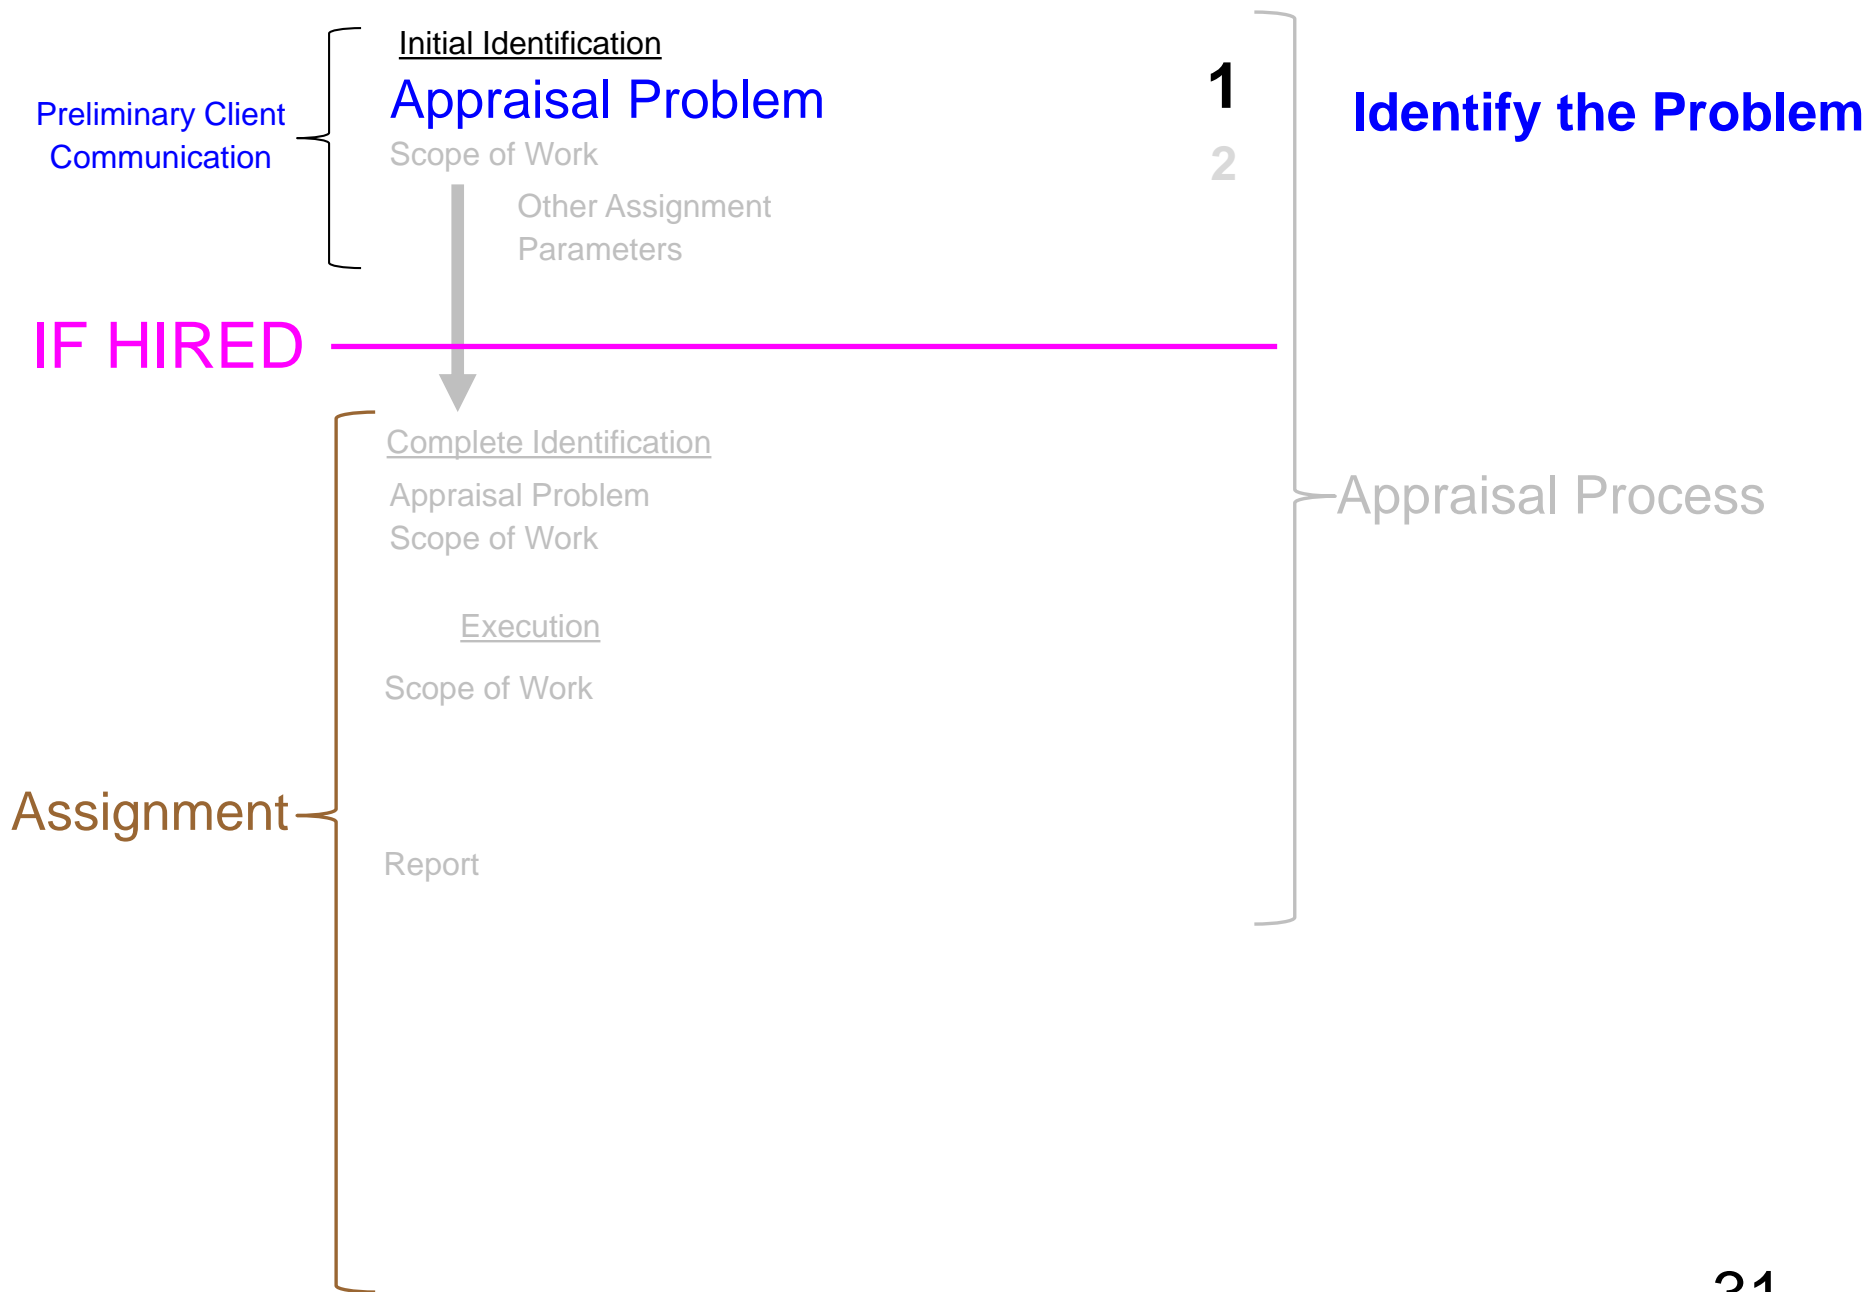 Initial Identification
Preliminary Client
Communication
Appraisal Problem
1
Identify the Problem
Scope of Work
2
Other Assignment
Parameters
IF HIRED
Complete Identification
Appraisal Problem
Scope of Work
Appraisal Process
Execution
Scope of Work
Assignment
Report
31